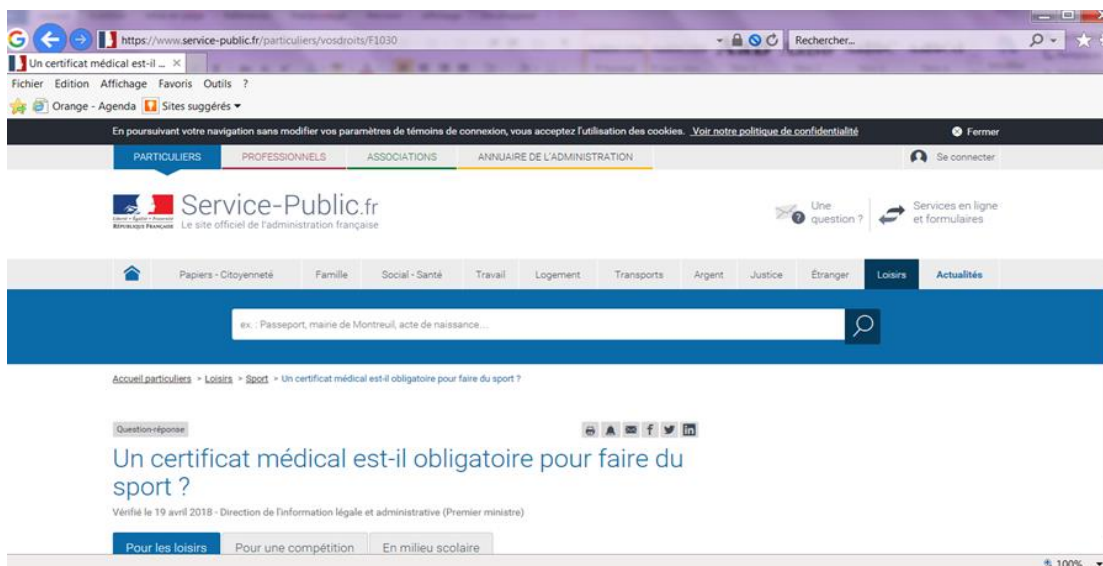 https://www.service-public.fr/particuliers/vosdroits/F1030
Rechercher...
Un certificat médical est-il ...
Fichier Edition Affichage Favoris Outils ?
Orange - Agenda Sites suggérés
En poursuivant votre navigation sans modifier vos paramètres de témoins de connexion, vous acceptez l'utilisation des cookies. Voir notre politique de confidentialité Fermer
PARTICULIERS PROFESSIONNELS ASSOCIATIONS ANNUAIRE DE L'ADMINISTRATION Se connecter
Service-Public.fr
Le site officiel de l'administration française
Liberté • Égalité • Fraternité
RÉPUBLIQUE FRANÇAISE
Une question ?
Services en ligne et formulaires
Papiers - Citoyenneté Famille Social - Santé Travail Logement Transports Argent Justice Étranger Loisirs Actualités
ex. : Passeport, mairie de Montreuil, acte de naissance...
Accueil particuliers > Loisirs > Sport > Un certificat médical est-il obligatoire pour faire du sport ?
Question-réponse
Un certificat médical est-il obligatoire pour faire du
sport ?
Vérifié le 19 avril 2018 - Direction de l'information légale et administrative (Premier ministre)
Pour les loisirs Pour une compétition En milieu scolaire
100%